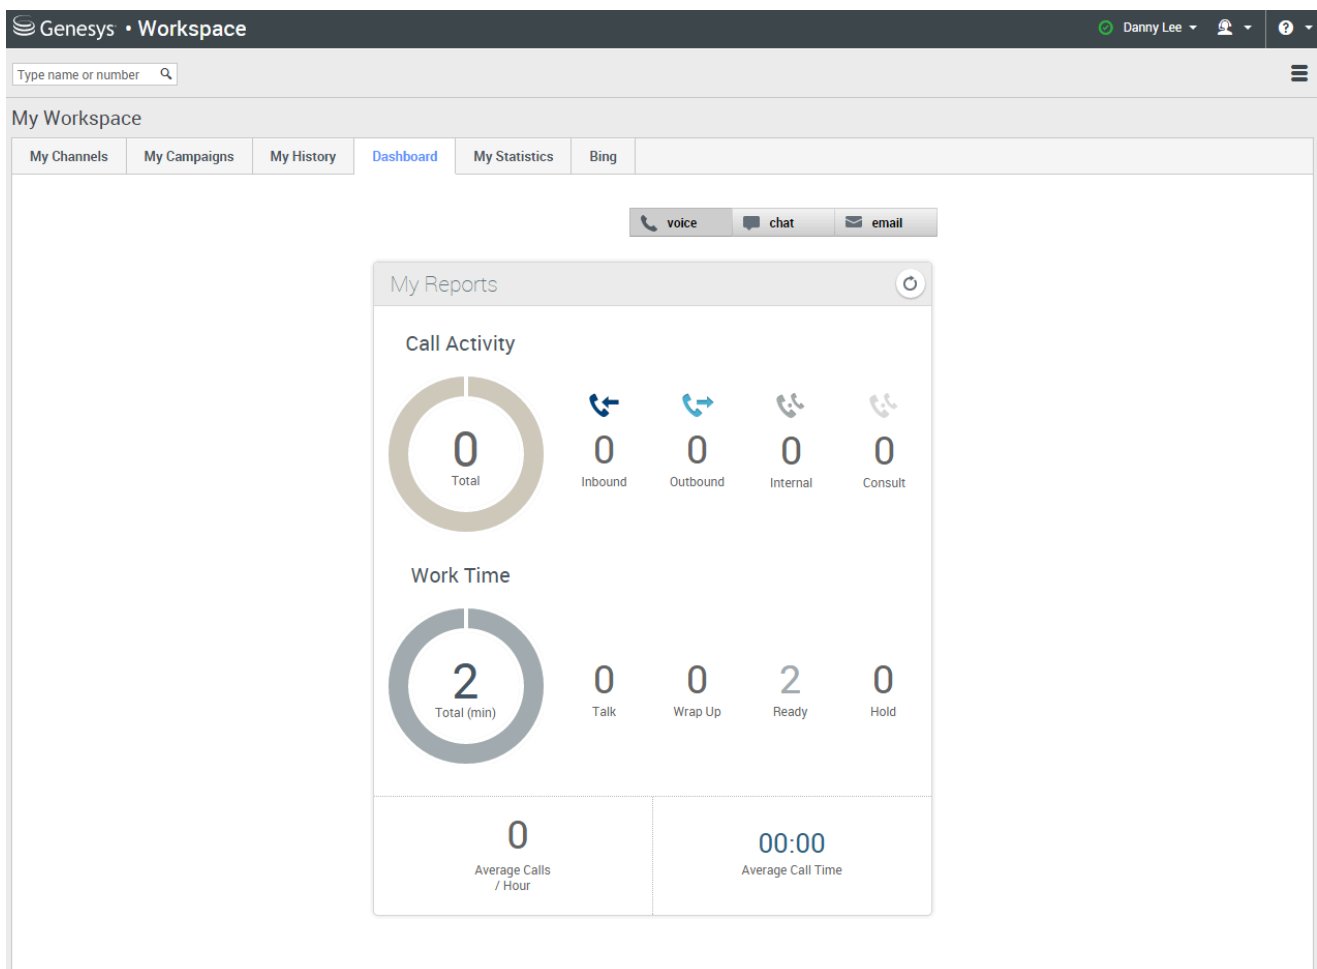 Genesys • Workspace
Danny Lee
Type name or number
My Workspace
My Channels
My Campaigns
My History
Dashboard
My Statistics
Bing
voice
chat
email
My Reports
Call Activity
0
Total
0
Inbound
0
Outbound
0
Internal
0
Consult
Work Time
2
Total (min)
0
Talk
0
Wrap Up
2
Ready
0
Hold
0
Average Calls
/ Hour
00:00
Average Call Time